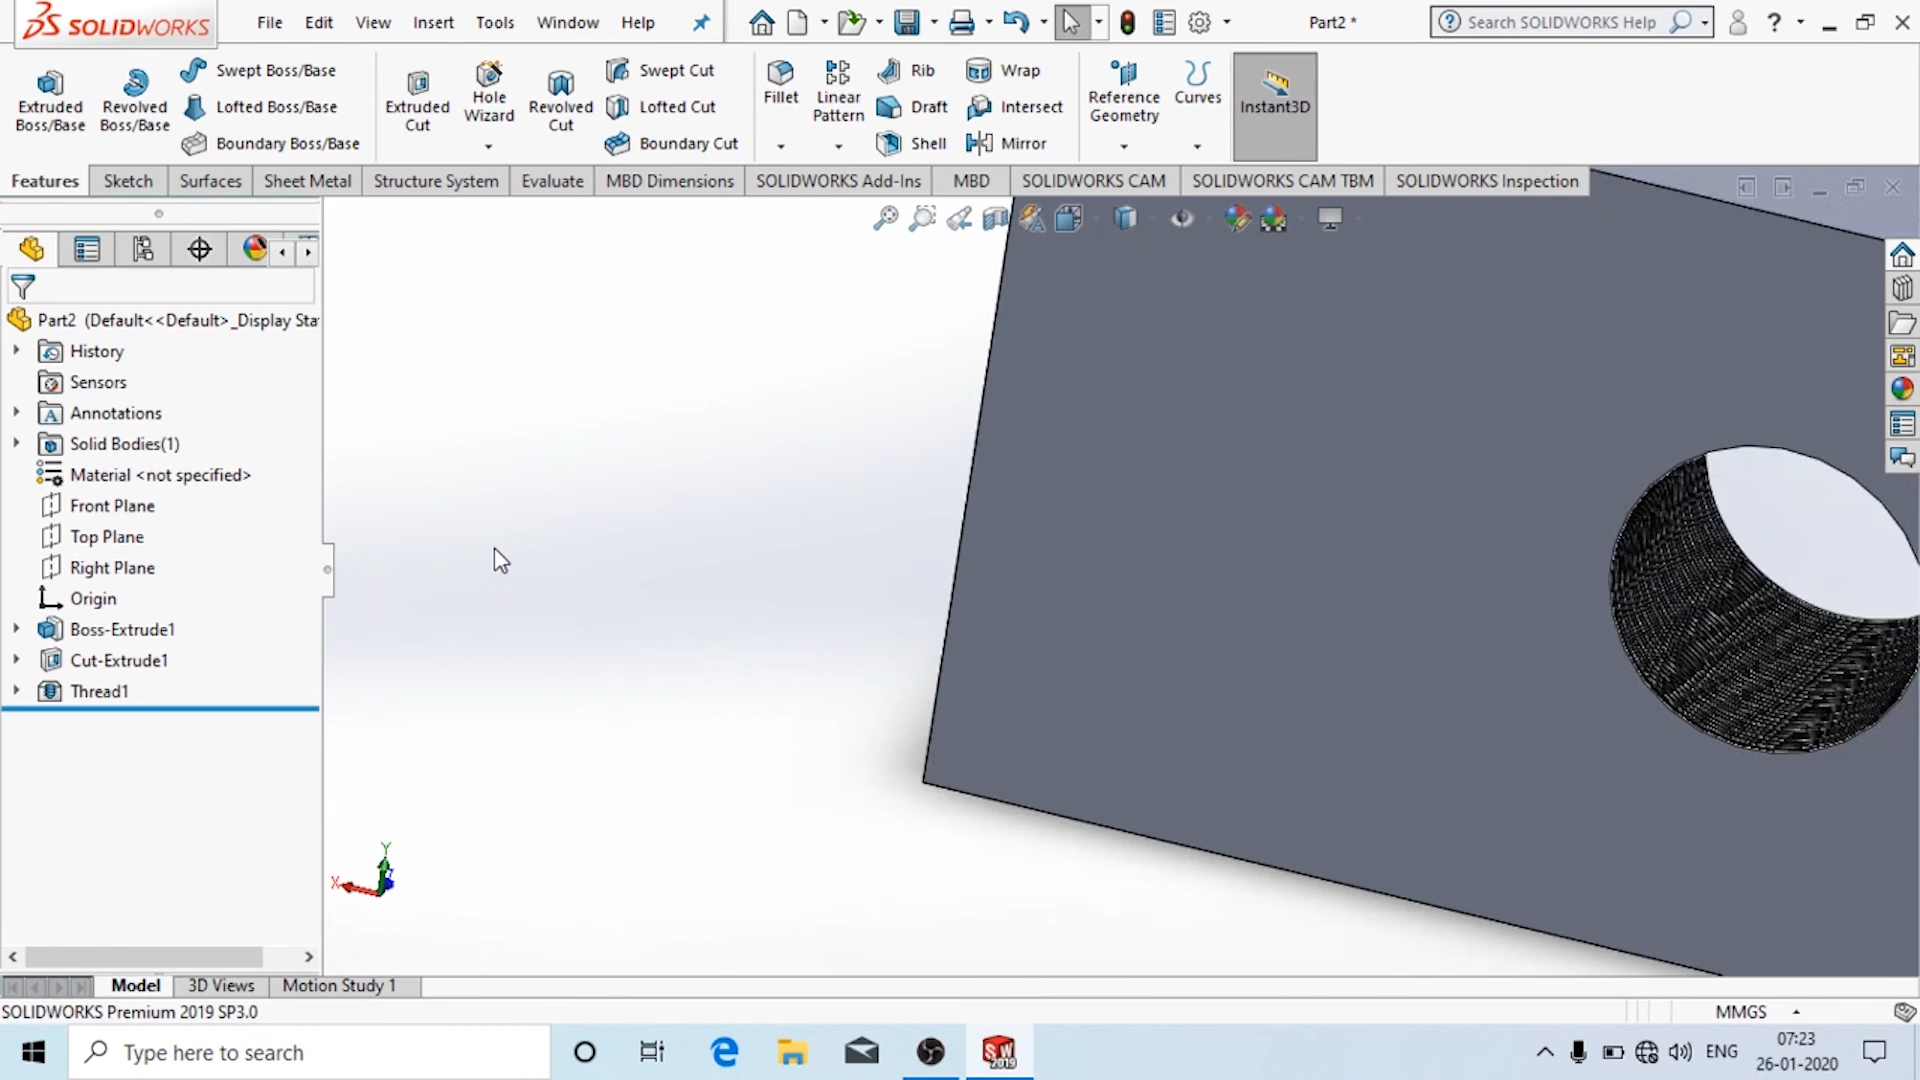 SOLIDWORKS File Edit View Insert Tools Window Help Part2 * Search SOLIDWORKS Help ?
Extruded Boss/Base
Revolved Boss/Base
Swept Boss/Base
Lofted Boss/Base
Boundary Boss/Base
Extruded Cut
Hole Wizard
Revolved Cut
Swept Cut
Lofted Cut
Boundary Cut
Fillet
Linear Pattern
Rib
Draft
Shell
Wrap
Intersect
Mirror
Reference Geometry
Curves
Instant3D
Features Sketch Surfaces Sheet Metal Structure System Evaluate MBD Dimensions SOLIDWORKS Add-Ins MBD SOLIDWORKS CAM SOLIDWORKS CAM TBM SOLIDWORKS Inspection
Part2 (Default<<Default>_Display Sta
History
Sensors
Annotations
Solid Bodies(1)
Material <not specified>
Front Plane
Top Plane
Right Plane
Origin
Boss-Extrude1
Cut-Extrude1
Thread1
Y
X
Model 3D Views Motion Study 1
SOLIDWORKS Premium 2019 SP3.0 MMGS
Type here to search
SW 2019
ENG
07:23
26-01-2020